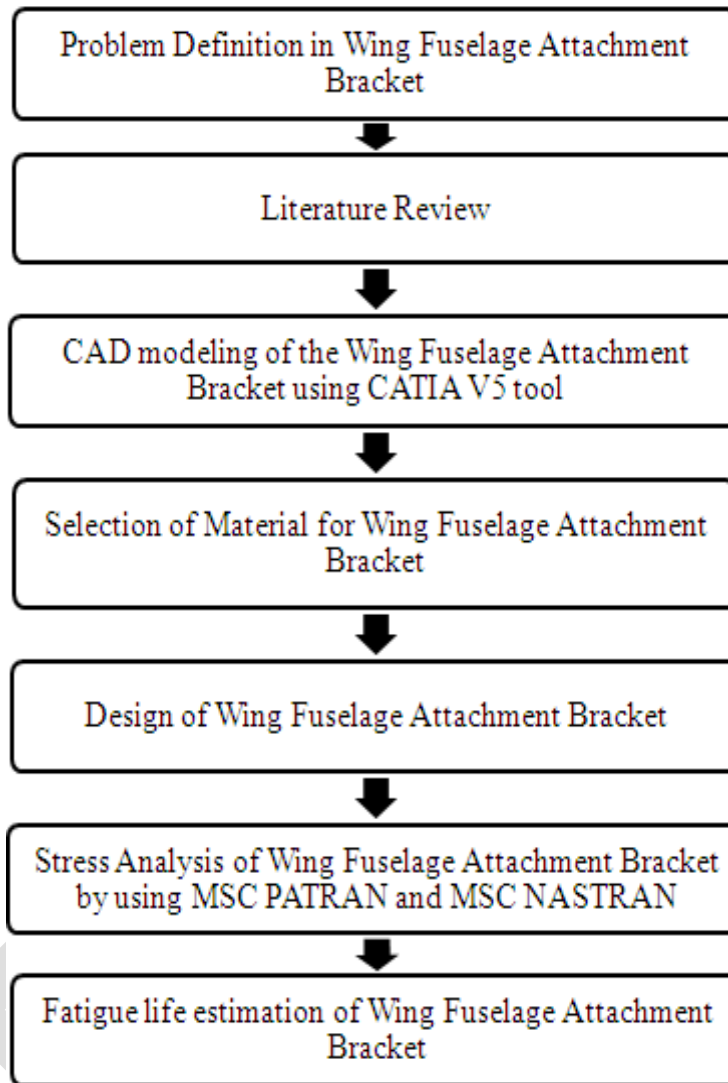 Problem Definition in Wing Fuselage Attachment
Bracket
Literature Review
CAD modeling of the Wing Fuselage Attachment
Bracket using CATIA V5 tool
Selection of Material for Wing Fuselage Attachment
Bracket
Design of Wing Fuselage Attachment Bracket
Stress Analysis of Wing Fuselage Attachment Bracket
by using MSC PATRAN and MSC NASTRAN
Fatigue life estimation of Wing Fuselage Attachment
Bracket